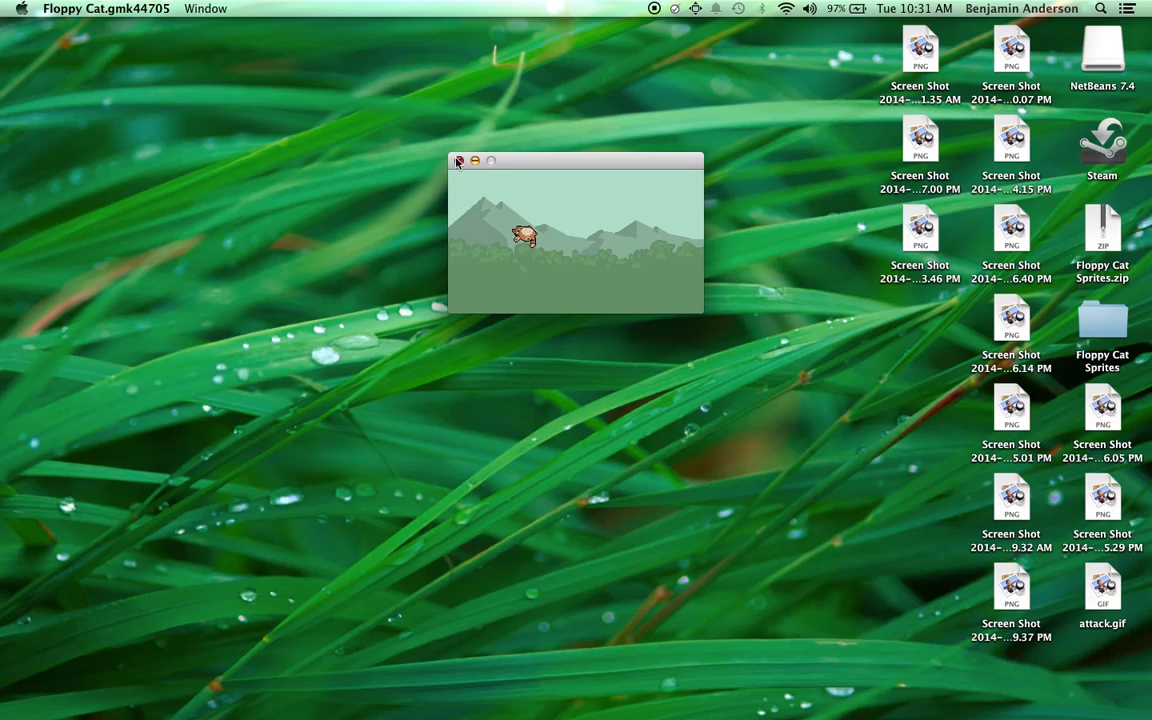 Floppy Cat.gmk44705 Window 97% Tue 10:31 AM Benjamin Anderson
PNG
Screen Shot
2014-...1.35 AM
PNG
Screen Shot
2014-...0.07 PM
NetBeans 7.4
PNG
Screen Shot
2014-...7.00 PM
PNG
Screen Shot
2014-...4.15 PM
Steam
PNG
Screen Shot
2014-...3.46 PM
PNG
Screen Shot
2014-...6.40 PM
ZIP
Floppy Cat
Sprites.zip
PNG
Screen Shot
2014-...6.14 PM
Floppy Cat
Sprites
PNG
Screen Shot
2014-...5.01 PM
PNG
Screen Shot
2014-...6.05 PM
PNG
Screen Shot
2014-...9.32 AM
PNG
Screen Shot
2014-...5.29 PM
PNG
Screen Shot
2014-...9.37 PM
GIF
attack.gif